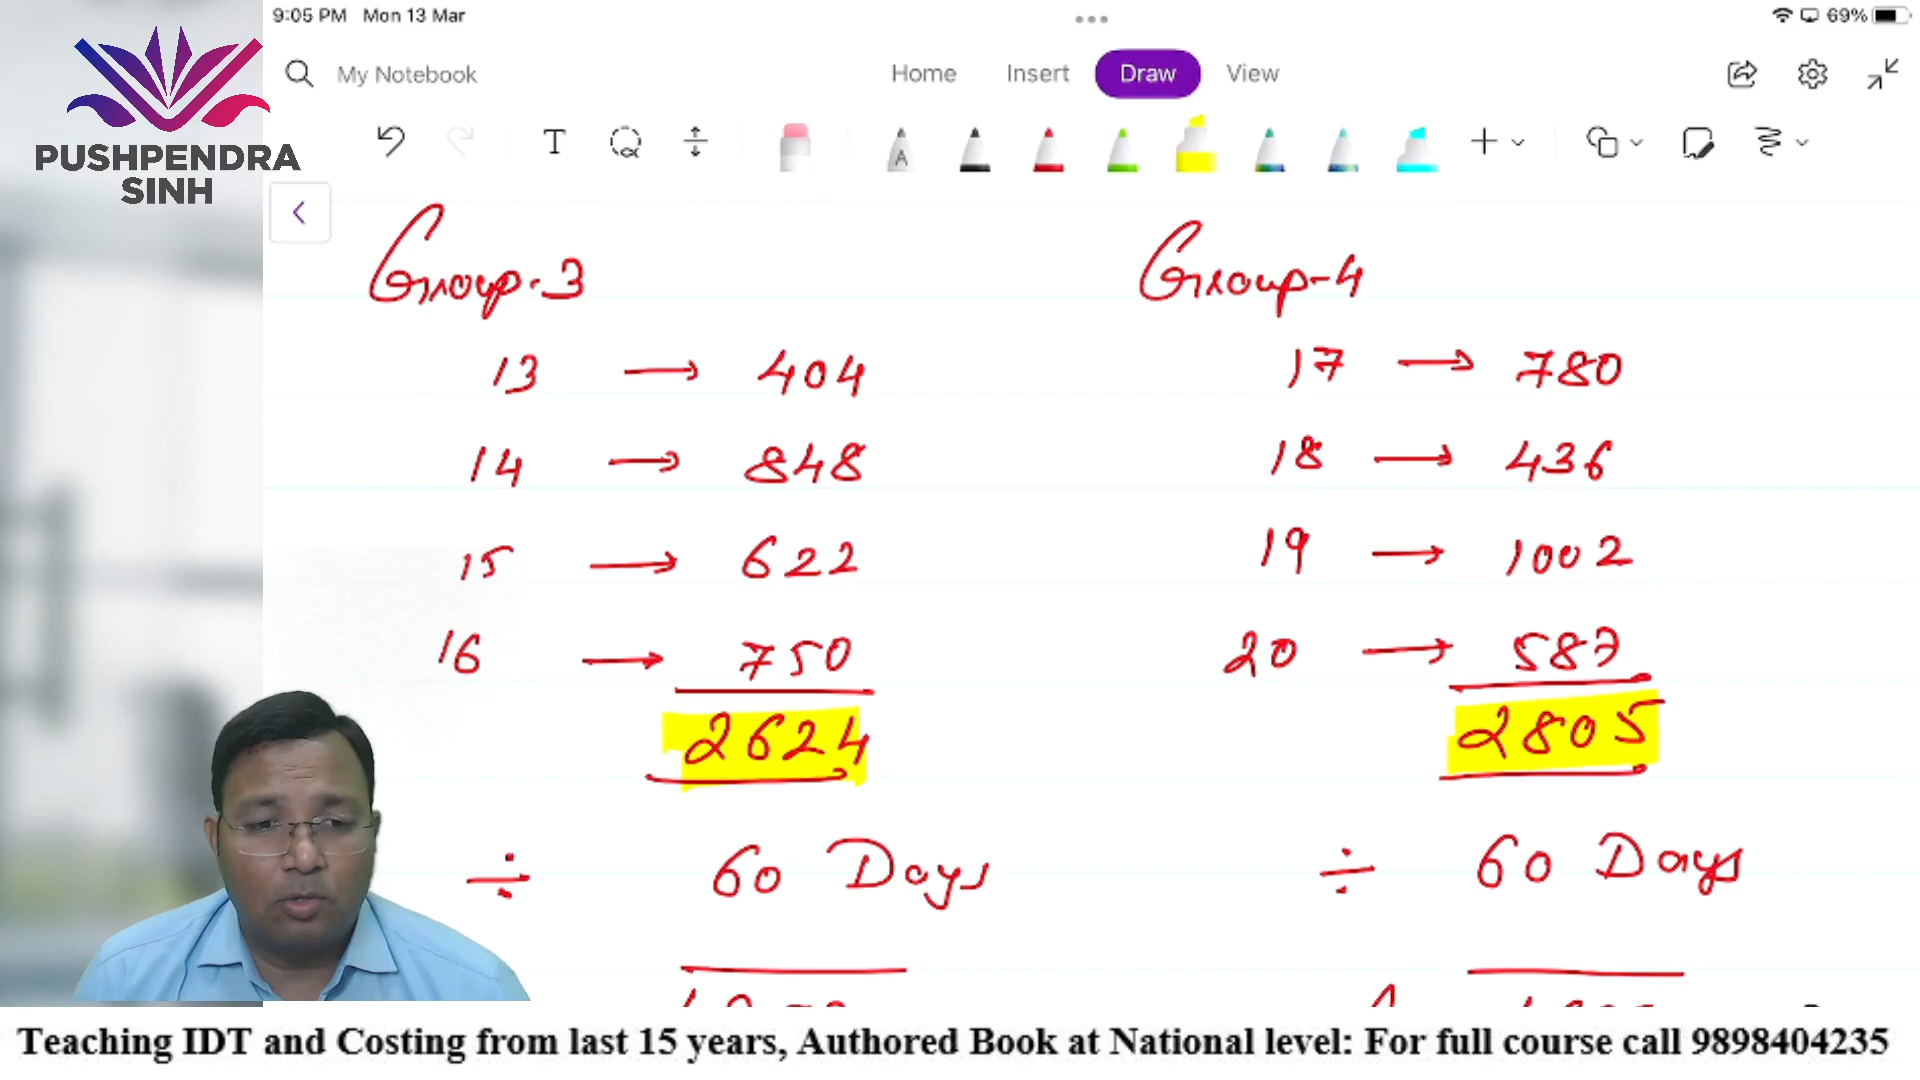 9:05 PM Mon 13 Mar
69%
PUSHPENDRA
SINH
My Notebook
Home Insert Draw View
T
A
Group-3
13 → 404
14 → 848
15 → 622
16 → 750
2624
÷ 60 Days
Group-4
17 → 780
18 → 436
19 → 1002
20 → 587
2805
÷ 60 Days
Teaching IDT and Costing from last 15 years, Authored Book at National level: For full course call 9898404235